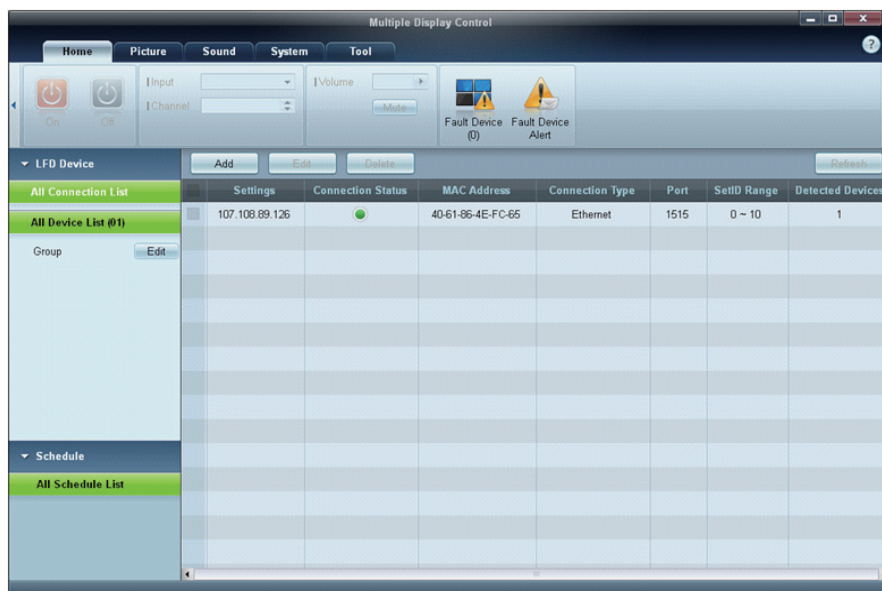 Multiple Display Control
Home Picture Sound System Tool
Input
Volume
Channel
Mute
On Off
Fault Device (0)
Fault Device Alert
LFD Device
Add Edit Delete Refresh
All Connection List
Settings Connection Status MAC Address Connection Type Port SetID Range Detected Devices
All Device List (01)
107.108.89.126 40-61-86-4E-FC-65 Ethernet 1515 0 ~ 10 1
Group Edit
Schedule
All Schedule List